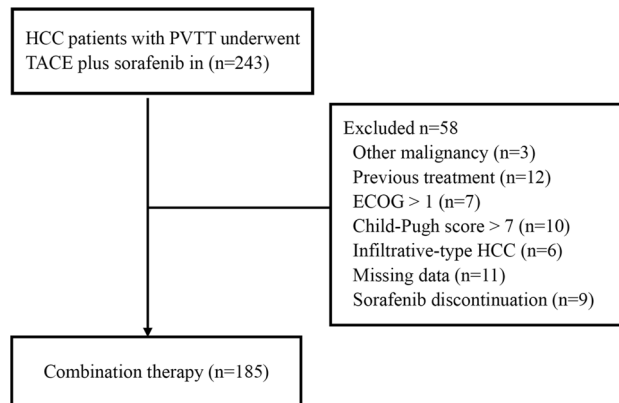 HCC patients with PVTT underwent
TACE plus sorafenib in (n=243)
Excluded n=58
Other malignancy (n=3)
Previous treatment (n=12)
ECOG > 1 (n=7)
Child-Pugh score > 7 (n=10)
Infiltrative-type HCC (n=6)
Missing data (n=11)
Sorafenib discontinuation (n=9)
Combination therapy (n=185)